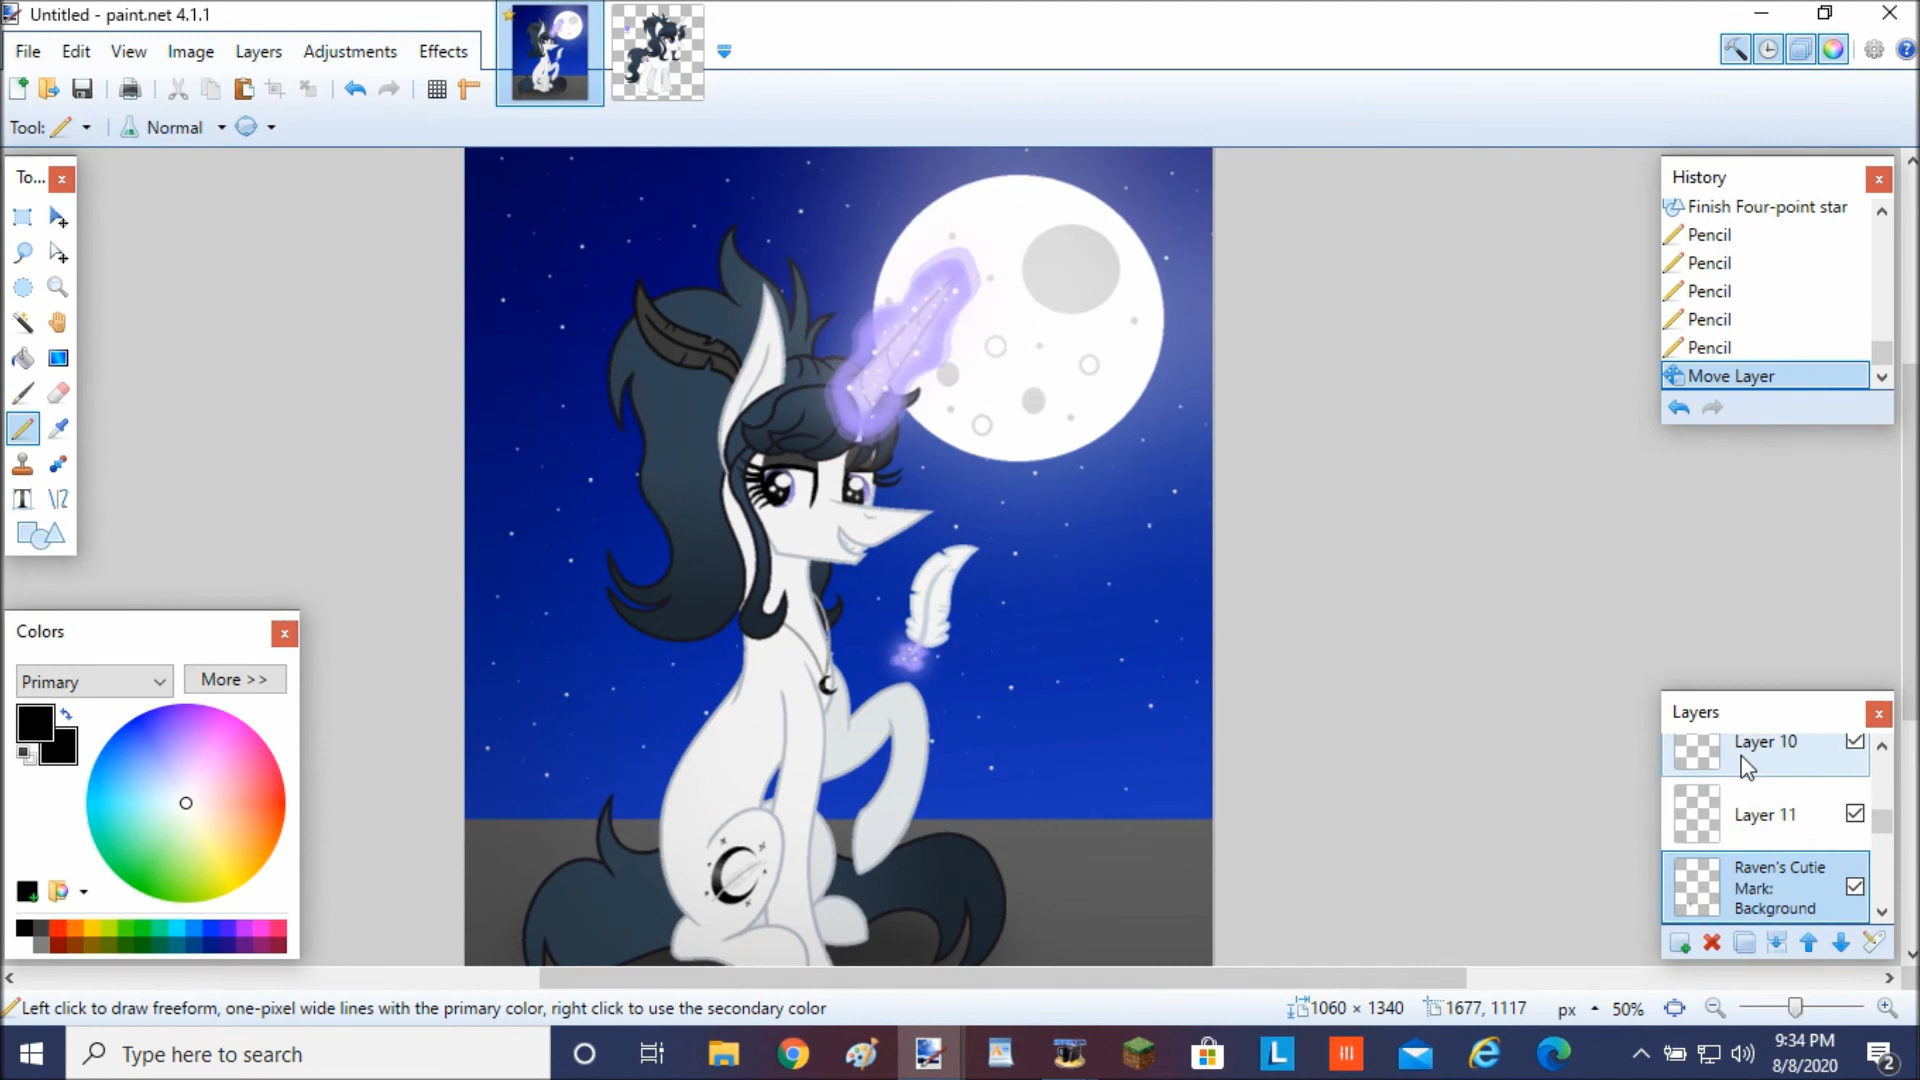 Untitled - paint.net 4.1.1
File Edit View Image Layers Adjustments Effects
Tool: Normal
To...
History
Finish Four-point star
Pencil
Pencil
Pencil
Pencil
Pencil
Move Layer
Colors
Primary
More >>
Layers
Layer 10
Layer 11
Raven's Cutie
Mark:
Background
Left click to draw freeform, one-pixel wide lines with the primary color, right click to use the secondary color
1060 × 1340
1677, 1117
px
50%
Type here to search
9:34 PM
8/8/2020
2